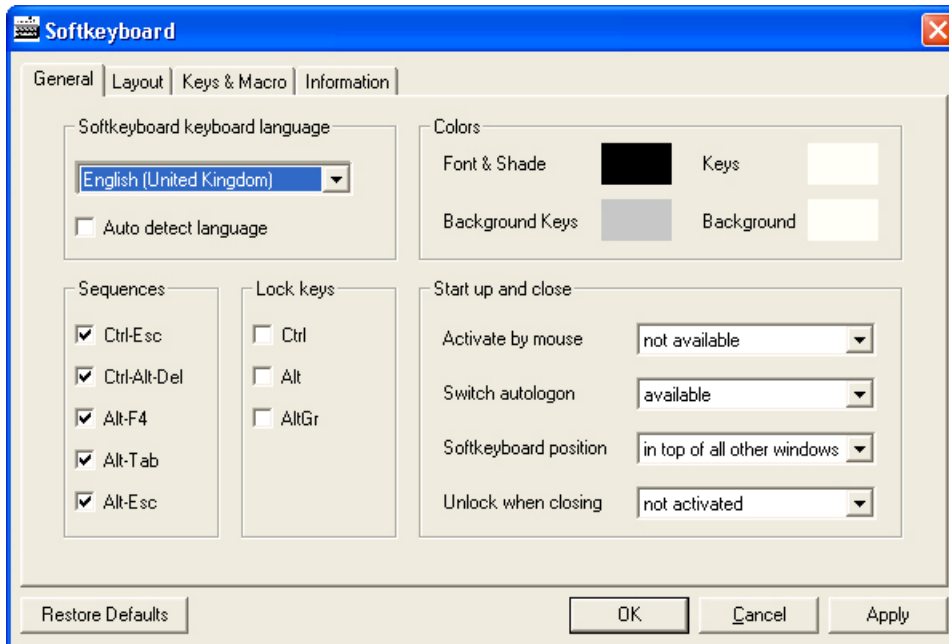 Softkeyboard
General Layout Keys & Macro Information
Softkeyboard keyboard language
English (United Kingdom)
Auto detect language
Colors
Font & Shade Keys
Background Keys Background
Sequences
Ctrl-Esc
Ctrl-Alt-Del
Alt-F4
Alt-Tab
Alt-Esc
Lock keys
Ctrl
Alt
AltGr
Start up and close
Activate by mouse not available
Switch autologon available
Softkeyboard position in top of all other windows
Unlock when closing not activated
Restore Defaults OK Cancel Apply